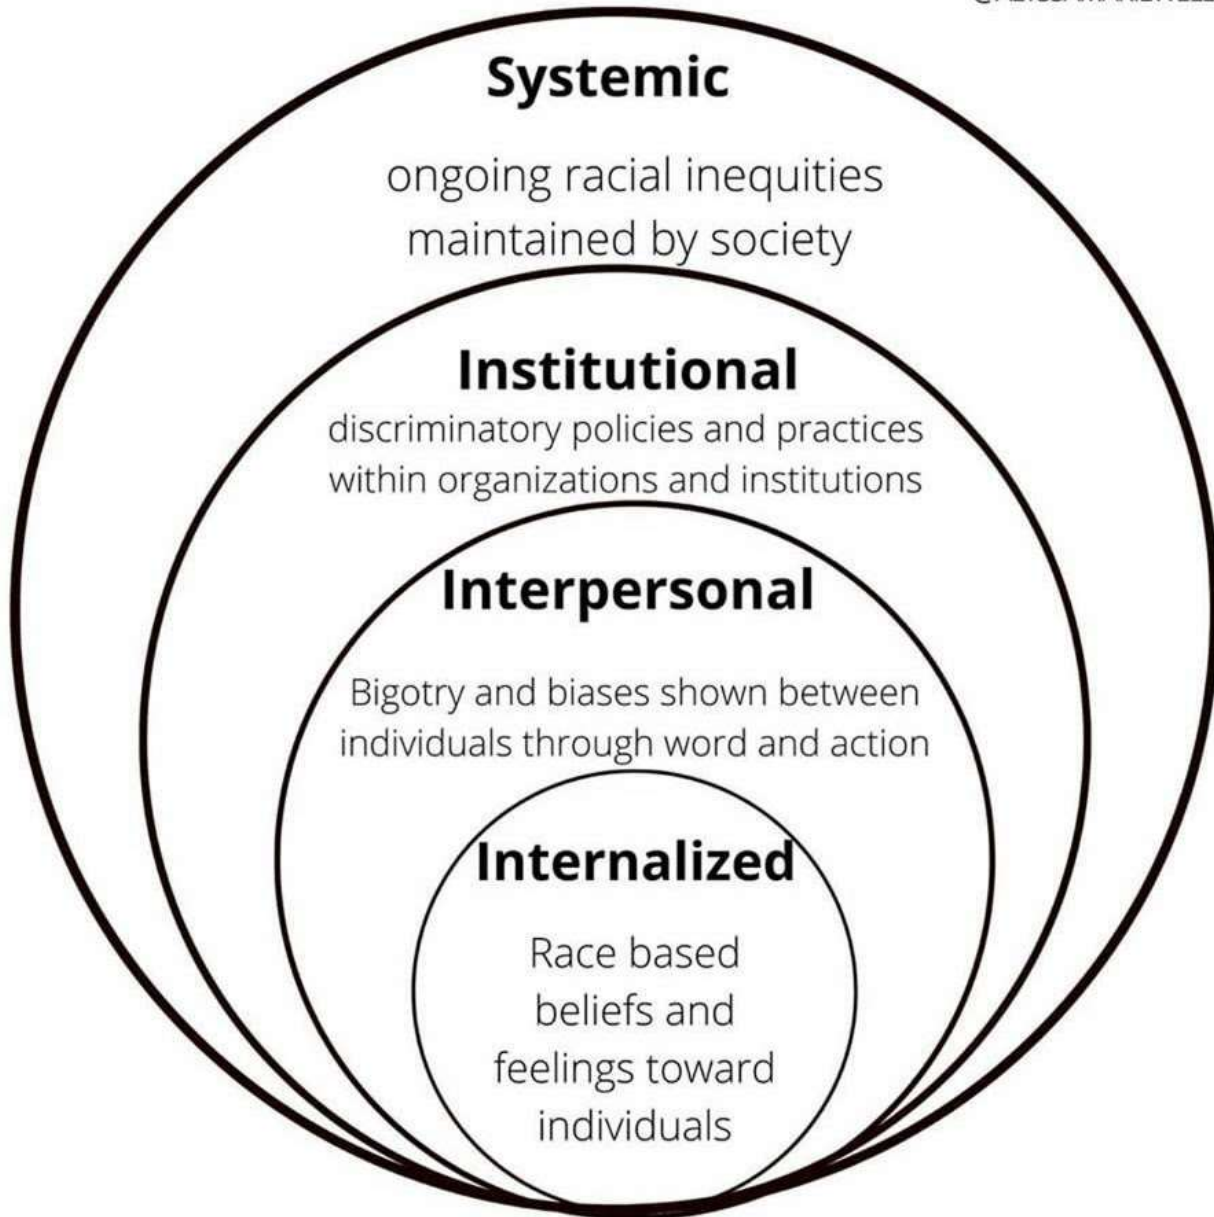 Systemic
ongoing racial inequities
maintained by society
Institutional
discriminatory policies and practices
within organizations and institutions
Interpersonal
Bigotry and biases shown between
individuals through word and action
Internalized
Race based
beliefs and
feelings toward
individuals